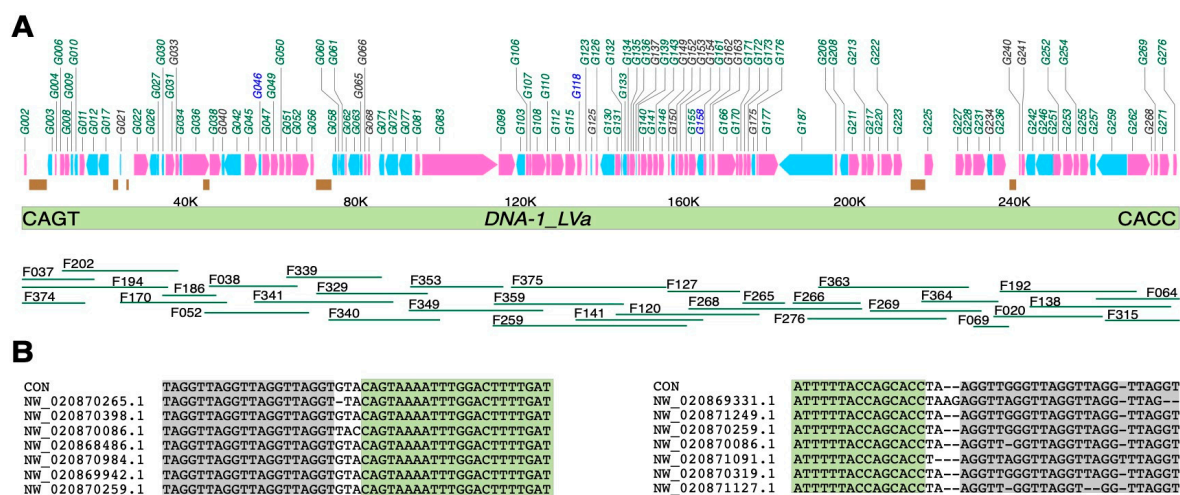 A
G002 G003 G004 G006 G008 G009 G010 G011 G012 G017 G021 G022 G026 G027 G030 G031 G033 G034 G036 G038 G040 G042 G045 G046 G047 G049 G050 G051 G052 G056 G058 G060 G061 G062 G063 G065 G066 G068 G071 G072 G077 G081 G083 G098 G103 G106 G107 G108 G110 G112 G115 G118 G123 G125 G126 G130 G131 G132 G133 G134 G135 G136 G137 G139 G140 G141 G143 G146 G149 G150 G152 G153 G154 G155 G158 G161 G162 G163 G166 G170 G171 G172 G173 G175 G176 G177 G187 G206 G208 G211 G213 G217 G220 G222 G223 G225 G227 G228 G231 G234 G236 G240 G241 G242 G246 G251 G252 G253 G254 G255 G257 G259 G262 G268 G269 G271 G276
40K 80K 120K 160K 200K 240K
CAGT DNA-1_LVa CACC
F202 F339
F037 F353 F375 F363
F194 F038 F329 F127 F192
F186 F064
F374 F170 F341 F359 F265 F266 F364
F349 F268 F138
F052 F120 F269
F340 F141 F020
F259 F276 F069 F315
B
CON TAGGTTAGGTTAGGTTAGGTGTACAGTAAAATTTGGACTTTTGAT
NW_020870265.1 TAGGTTAGGTTAGGTTAGGT-TACAGTAAAATTTGGACTTTTGAT
NW_020870398.1 TAGGTTAGGTTAGGTTAGGTGTACAGTAAAATTTGGACTTTTGAT
NW_020870086.1 TAGGTTAGGTTAGGTTAGGTTACCAGTAAAATTTGGACTTTTGAT
NW_020868486.1 TAGGTTAGGTTAGGTTAGGTGTACAGTAAAATTTGGACTTTTGAT
NW_020870984.1 TAGGTTAGGTTAGGTTAGGTGTACAGTAAAATTTGGACTTTTGAT
NW_020869942.1 TAGGTTAGGTTAGGTTAGGTGTACAGTAAAATTTGGACTTTTGAT
NW_020870259.1 TAGGTTAGGTTAGGTTAGGTGTACAGTAAAATTTGGACTTTTGAT
CON ATTTTTACCAGCACCTA--AGGTTGGGTTAGGTTAGG-TTAGGT
NW_020869331.1 ATTTTTACCAGCACCTAAGAGGTTGGGTTAGGTTAGG-TTAG--
NW_020871249.1 ATTTTTACCAGCACCTA--AGGTTGGGTTAGGTTAGG-TTAGGT
NW_020870259.1 ATTTTTACCAGCACCTA--AGGTTGGGTTAGGTTAGG-TTAGGT
NW_020870086.1 ATTTTTACCAGCACCTA--AGGTT-GGTTAGGTTAGG-TTAGGT
NW_020871091.1 ATTTTTACCAGCACCTA--AGGTTGGGTTAGGTTAGGTTTAGGT
NW_020870319.1 ATTTTTACCAGCACCTA--AGGTTGGGTTAGGTTAGG-TTAGGT
NW_020871127.1 ATTTTTACCAGCACCTA--AGGTT-GGTTAGGT--GG-TTAGGT